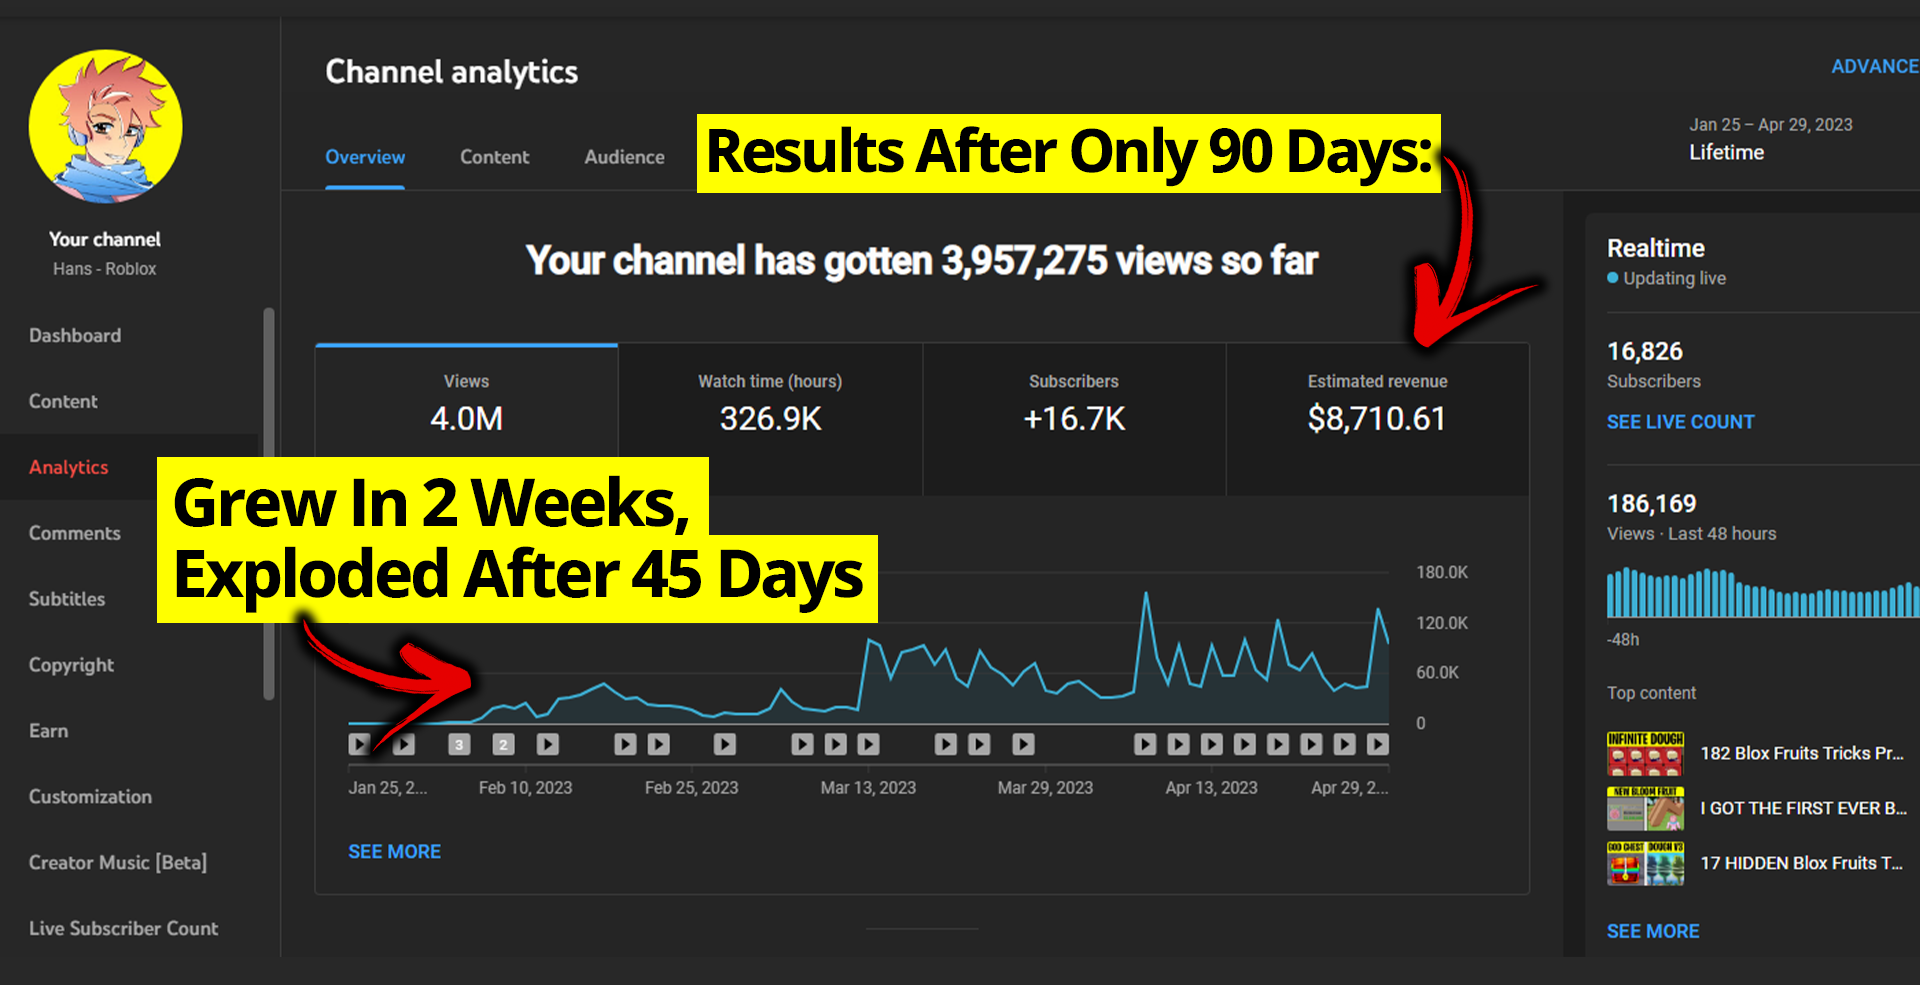 Channel analytics
ADVANCE
Results After Only 90 Days:
Jan 25 – Apr 29, 2023
Lifetime
Overview
Content
Audience
Your channel
Hans - Roblox
Dashboard
Content
Analytics
Comments
Subtitles
Copyright
Earn
Customization
Creator Music [Beta]
Live Subscriber Count
Your channel has gotten 3,957,275 views so far
Views
4.0M
Watch time (hours)
326.9K
Subscribers
+16.7K
Estimated revenue
$8,710.61
Grew In 2 Weeks,
Exploded After 45 Days
180.0K
120.0K
60.0K
0
3
2
Jan 25, 2...
Feb 10, 2023
Feb 25, 2023
Mar 13, 2023
Mar 29, 2023
Apr 13, 2023
Apr 29, 2...
SEE MORE
Realtime
Updating live
16,826
Subscribers
SEE LIVE COUNT
186,169
Views · Last 48 hours
-48h
Top content
INFINITE DOUGH
182 Blox Fruits Tricks Pr...
NEW BLOOM FRUIT
I GOT THE FIRST EVER B...
GOD CHEST DOUGH V3
17 HIDDEN Blox Fruits T...
SEE MORE